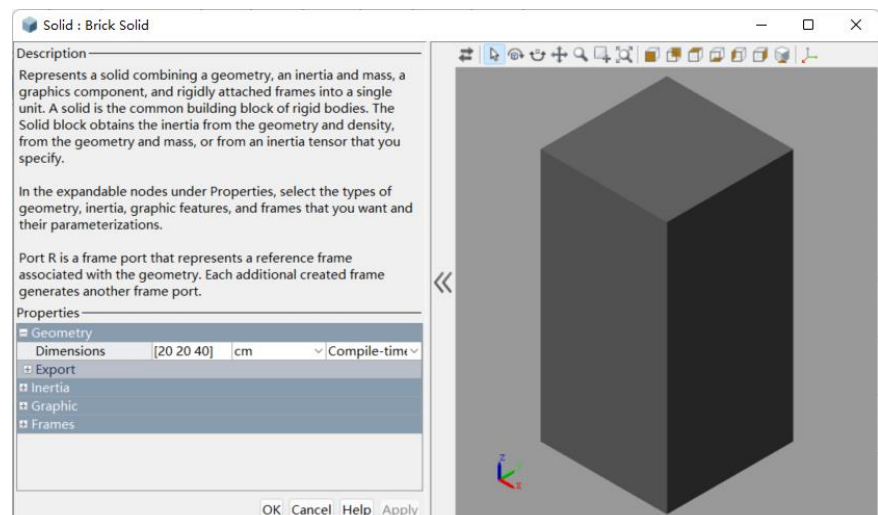 Solid : Brick Solid
Description
Represents a solid combining a geometry, an inertia and mass, a
graphics component, and rigidly attached frames into a single
unit. A solid is the common building block of rigid bodies. The
Solid block obtains the inertia from the geometry and density,
from the geometry and mass, or from an inertia tensor that you
specify.
In the expandable nodes under Properties, select the types of
geometry, inertia, graphic features, and frames that you want and
their parameterizations.
Port R is a frame port that represents a reference frame
associated with the geometry. Each additional created frame
generates another frame port.
Properties
Geometry
Dimensions [20 20 40] cm Compile-time
Export
Inertia
Graphic
Frames
OK Cancel Help Apply
z
x